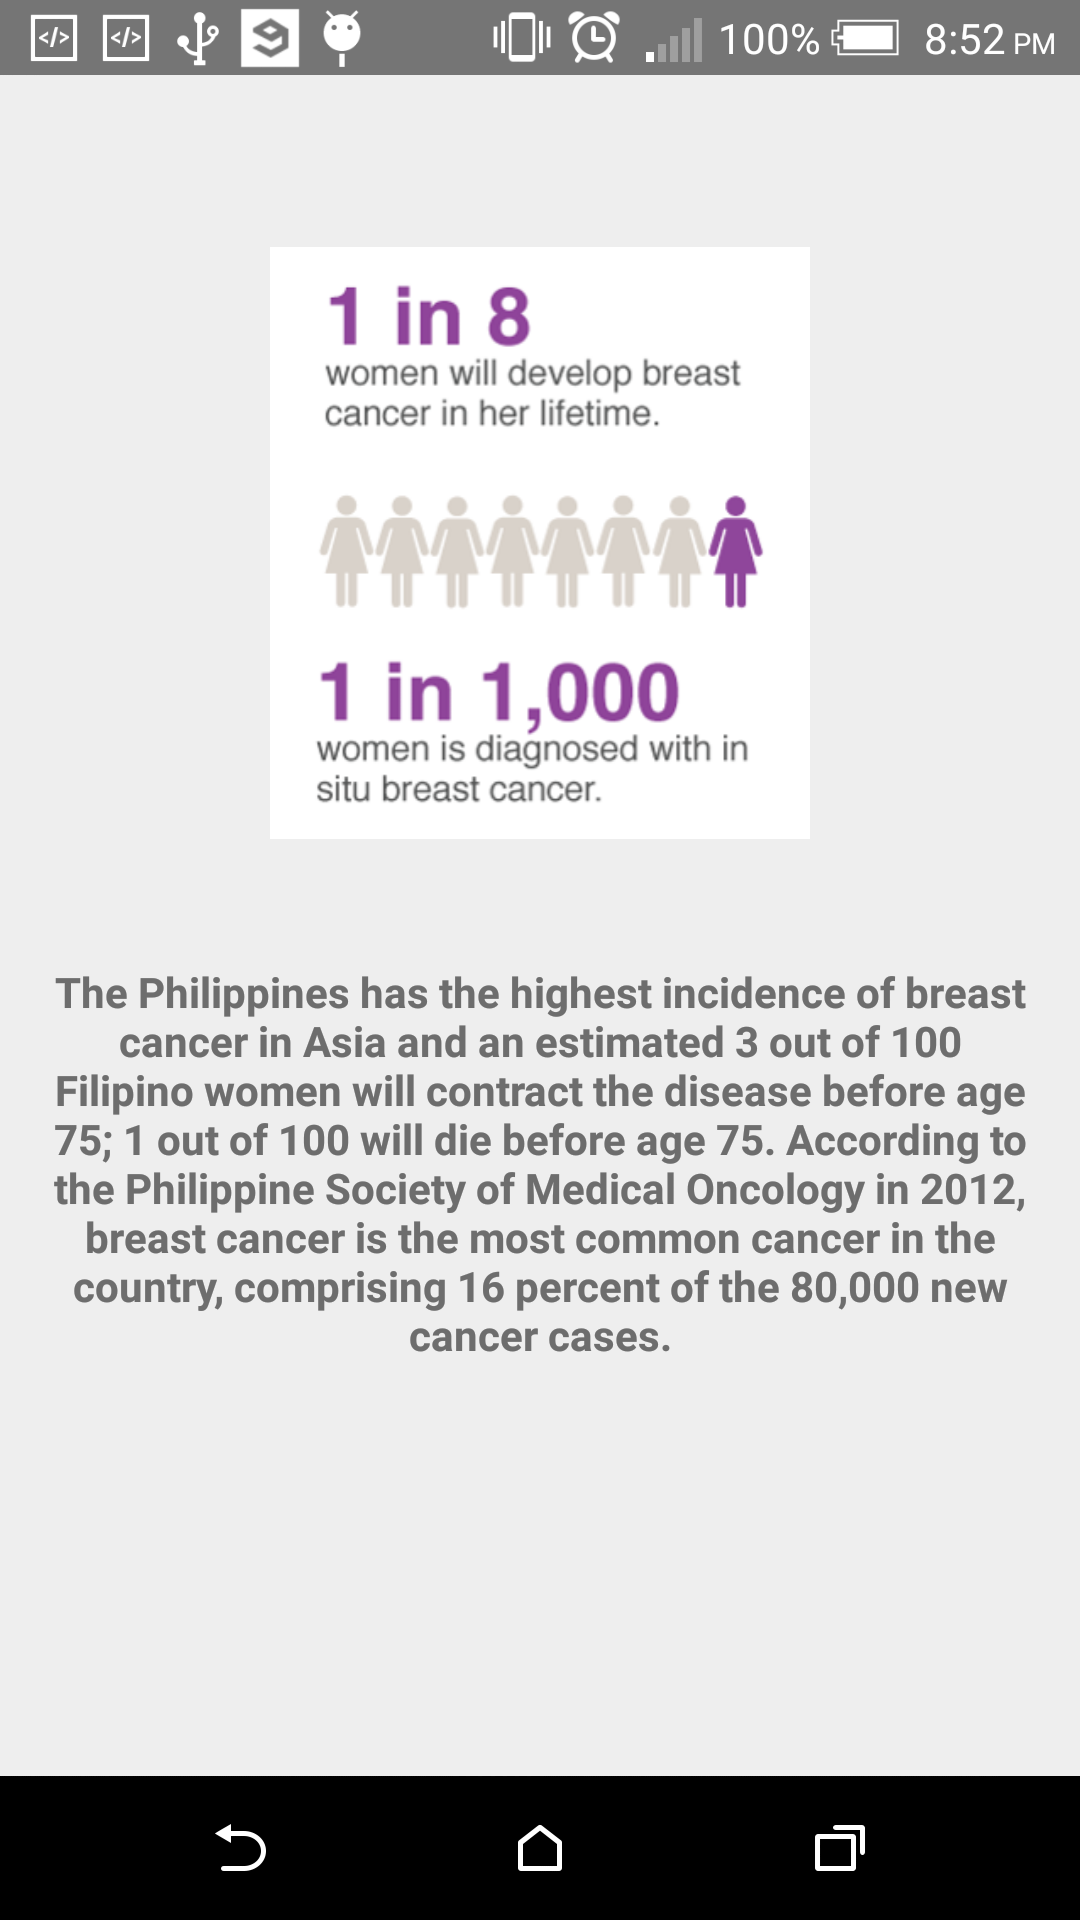 100% 8:52 PM
1 in 8
women will develop breast
cancer in her lifetime.
1 in 1,000
women is diagnosed with in
situ breast cancer.
The Philippines has the highest incidence of breast
cancer in Asia and an estimated 3 out of 100
Filipino women will contract the disease before age
75; 1 out of 100 will die before age 75. According to
the Philippine Society of Medical Oncology in 2012,
breast cancer is the most common cancer in the
country, comprising 16 percent of the 80,000 new
cancer cases.